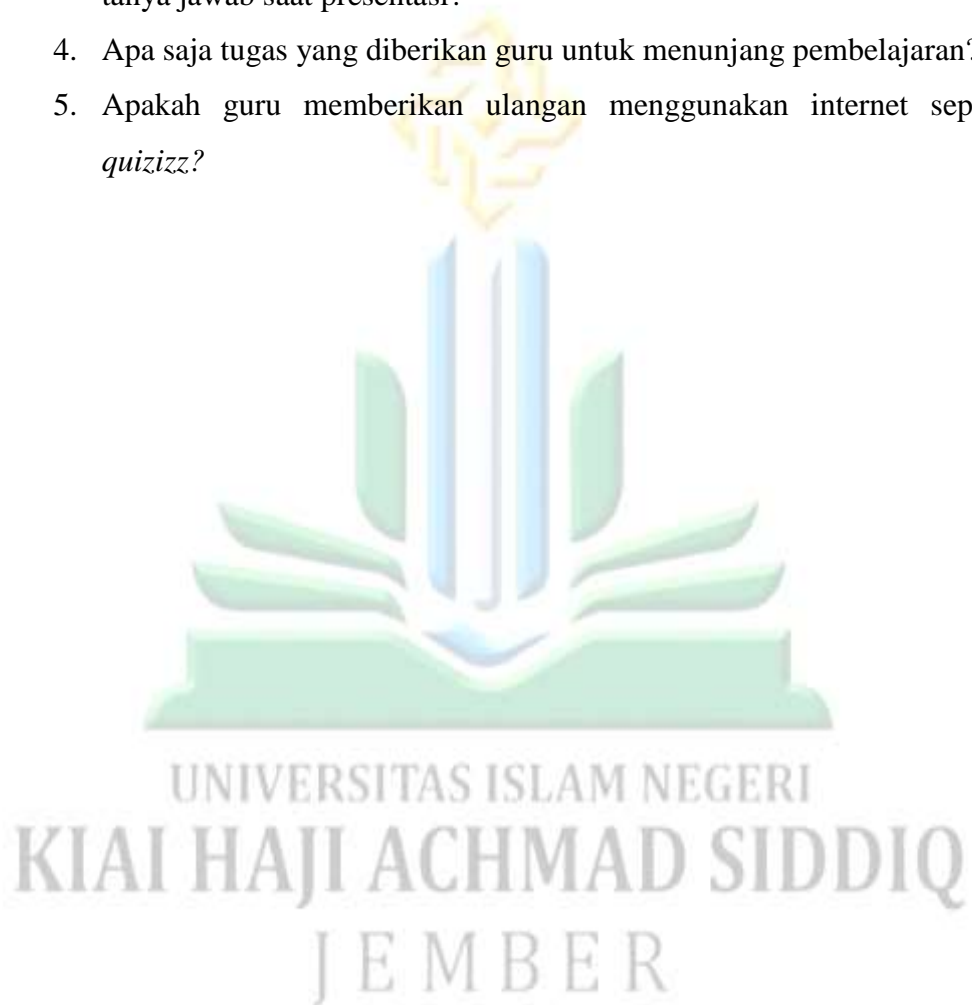 tanya jawab saat presentasi?
4. Apa saja tugas yang diberikan guru untuk menunjang pembelajaran?
5. Apakah guru memberikan ulangan menggunakan internet sep
quizizz?
UNIVERSITAS ISLAM NEGERI
KIAI HAJI ACHMAD SIDDIQ
JEMBER